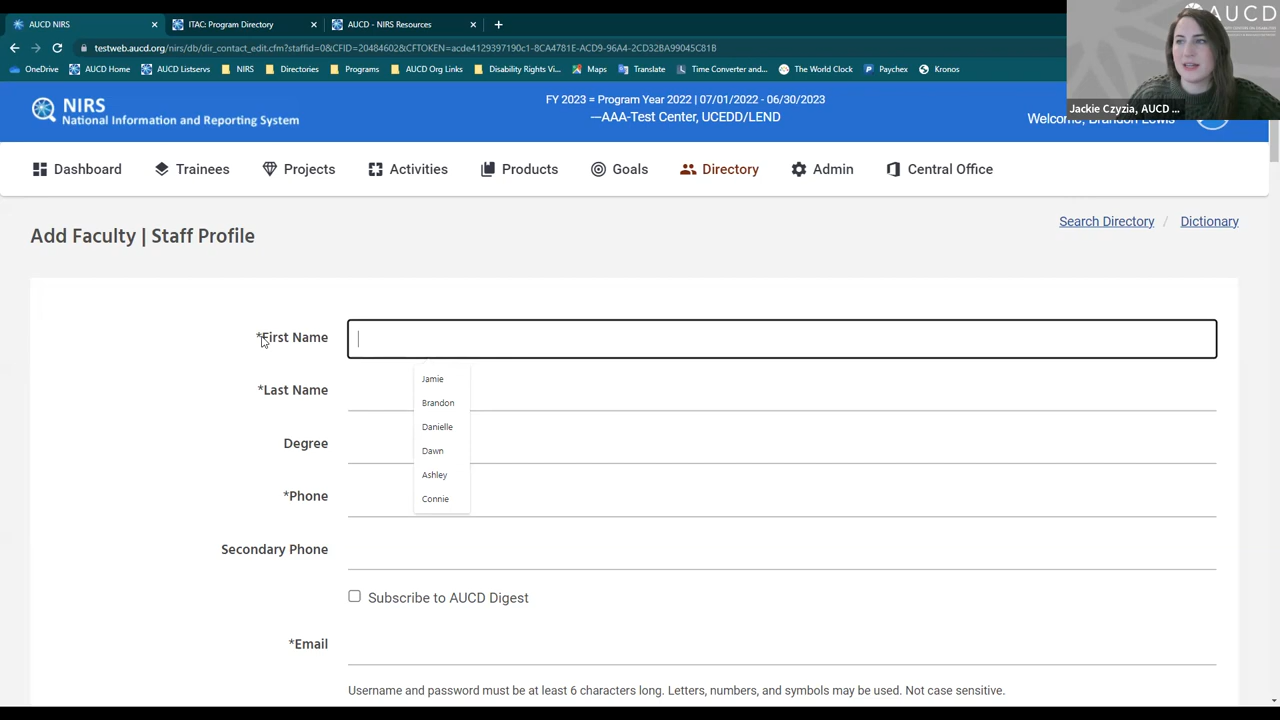 AUCD NIRS
ITAC: Program Directory
AUCD - NIRS Resources
testweb.aucd.org/nirs/db/dir_contact_edit.cfm?staffid=0&CFID=20484602&CFTOKEN=acde4129397190c1-8CA4781E-ACD9-96A4-2CD32BA99045C81B
OneDrive
AUCD Home
AUCD Listservs
NIRS
Directories
Programs
AUCD Org Links
Disability Rights Vi...
Maps
Translate
Time Converter and...
The World Clock
Paychex
Kronos
AUCD
Jackie Czyzia, AUCD ...
NIRS
National Information and Reporting System
FY 2023 = Program Year 2022 | 07/01/2022 - 06/30/2023
—AAA-Test Center, UCEDD/LEND
Welcome, Brandon Lewis
Dashboard
Trainees
Projects
Activities
Products
Goals
Directory
Admin
Central Office
Search Directory / Dictionary
Add Faculty | Staff Profile
*First Name
Jamie
Brandon
Danielle
Dawn
Ashley
Connie
*Last Name
Degree
*Phone
Secondary Phone
Subscribe to AUCD Digest
*Email
Username and password must be at least 6 characters long. Letters, numbers, and symbols may be used. Not case sensitive.